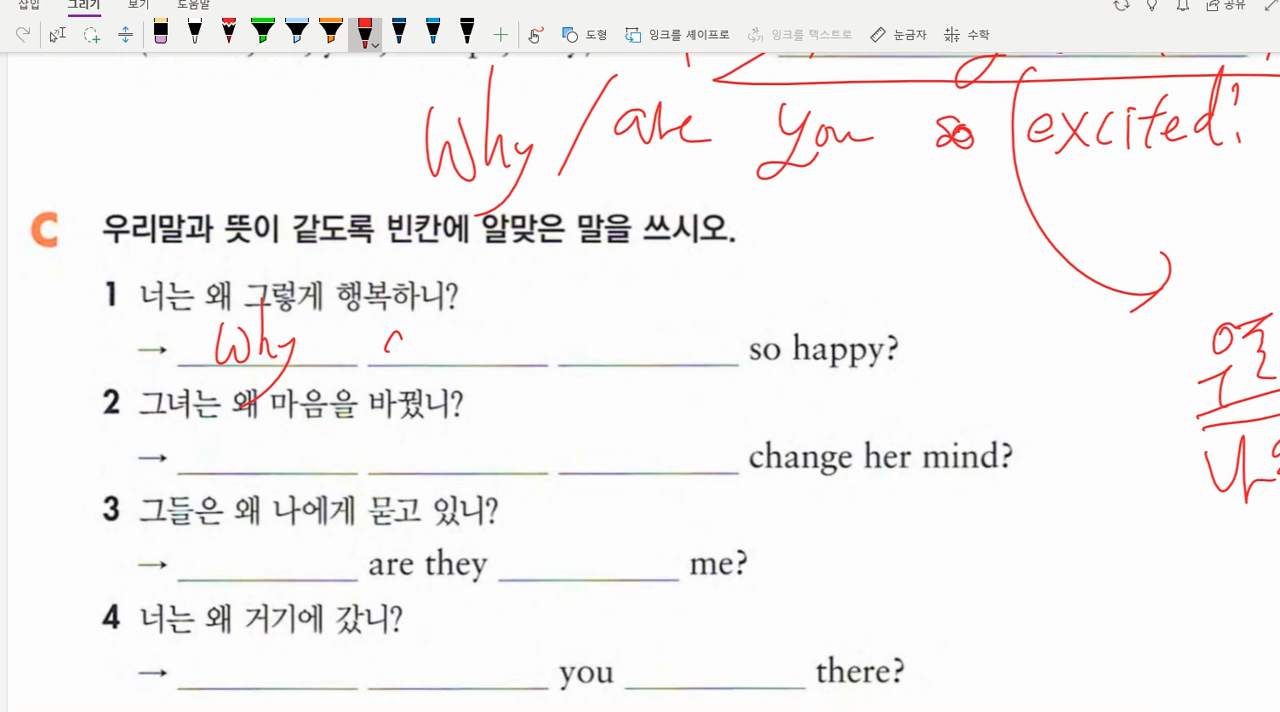 삽입 그리기 보기 도움말 공유
도형 잉크를 셰이프로 잉크를 텍스트로 눈금자 수학
Why / are you so excited?
C 우리말과 뜻이 같도록 빈칸에 알맞은 말을 쓰시오.
1 너는 왜 그렇게 행복하니?
→ Why so happy?
2 그녀는 왜 마음을 바꿨니?
→ change her mind?
3 그들은 왜 나에게 묻고 있니?
→ are they me?
4 너는 왜 거기에 갔니?
→ you there?